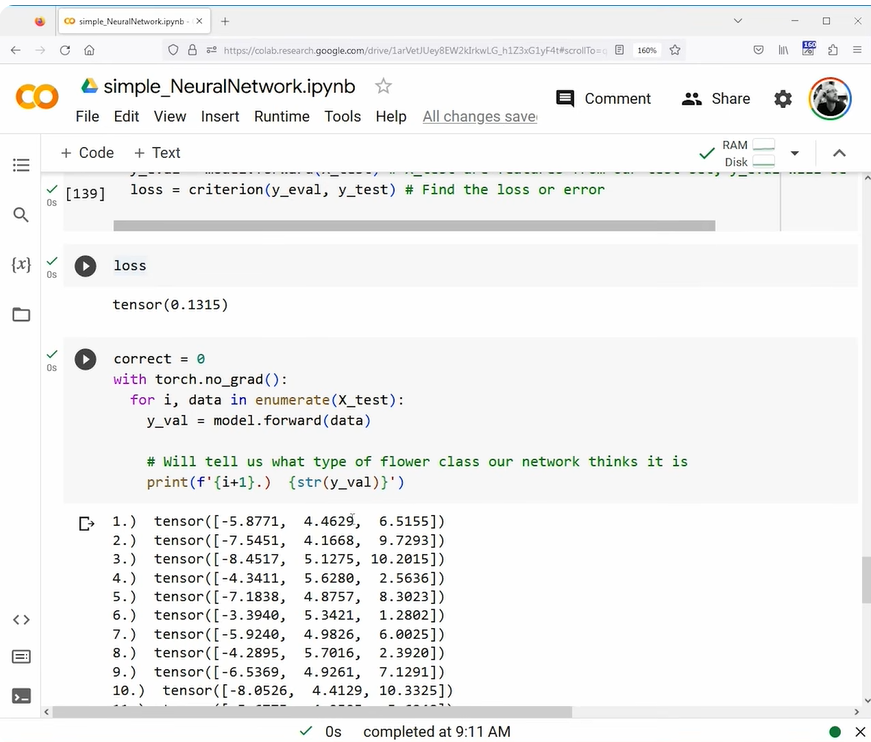 simple_NeuralNetwork.ipynb -
https://colab.research.google.com/drive/1arVetJUey8EW2kIrkwLG_h1Z3xG1yF4t#scrollTo=
160%
160
simple_NeuralNetwork.ipynb
Comment
Share
File Edit View Insert Runtime Tools Help All changes save
+ Code + Text
RAM
Disk
0s
[139]
loss = criterion(y_eval, y_test) # Find the loss or error
{x}
0s
loss
tensor(0.1315)
0s
correct = 0
with torch.no_grad():
for i, data in enumerate(X_test):
y_val = model.forward(data)
# Will tell us what type of flower class our network thinks it is
print(f'{i+1}.) {str(y_val)}')
1.) tensor([-5.8771, 4.4629, 6.5155])
2.) tensor([-7.5451, 4.1668, 9.7293])
3.) tensor([-8.4517, 5.1275, 10.2015])
4.) tensor([-4.3411, 5.6280, 2.5636])
5.) tensor([-7.1838, 4.8757, 8.3023])
6.) tensor([-3.3940, 5.3421, 1.2802])
7.) tensor([-5.9240, 4.9826, 6.0025])
8.) tensor([-4.2895, 5.7016, 2.3920])
9.) tensor([-6.5369, 4.9261, 7.1291])
10.) tensor([-8.0526, 4.4129, 10.3325])
0s completed at 9:11 AM